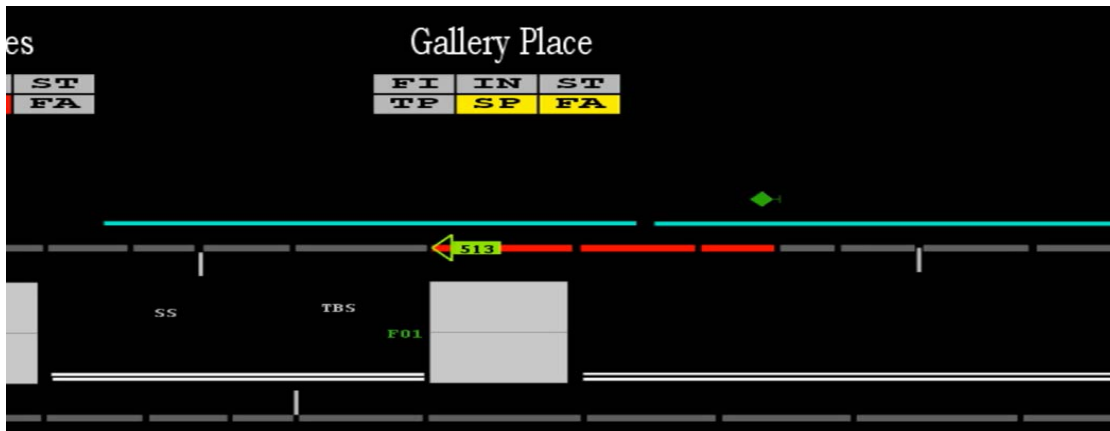 es
Gallery Place
ST
FA
FI IN ST
TP SP FA
513
SS
TBS
F01